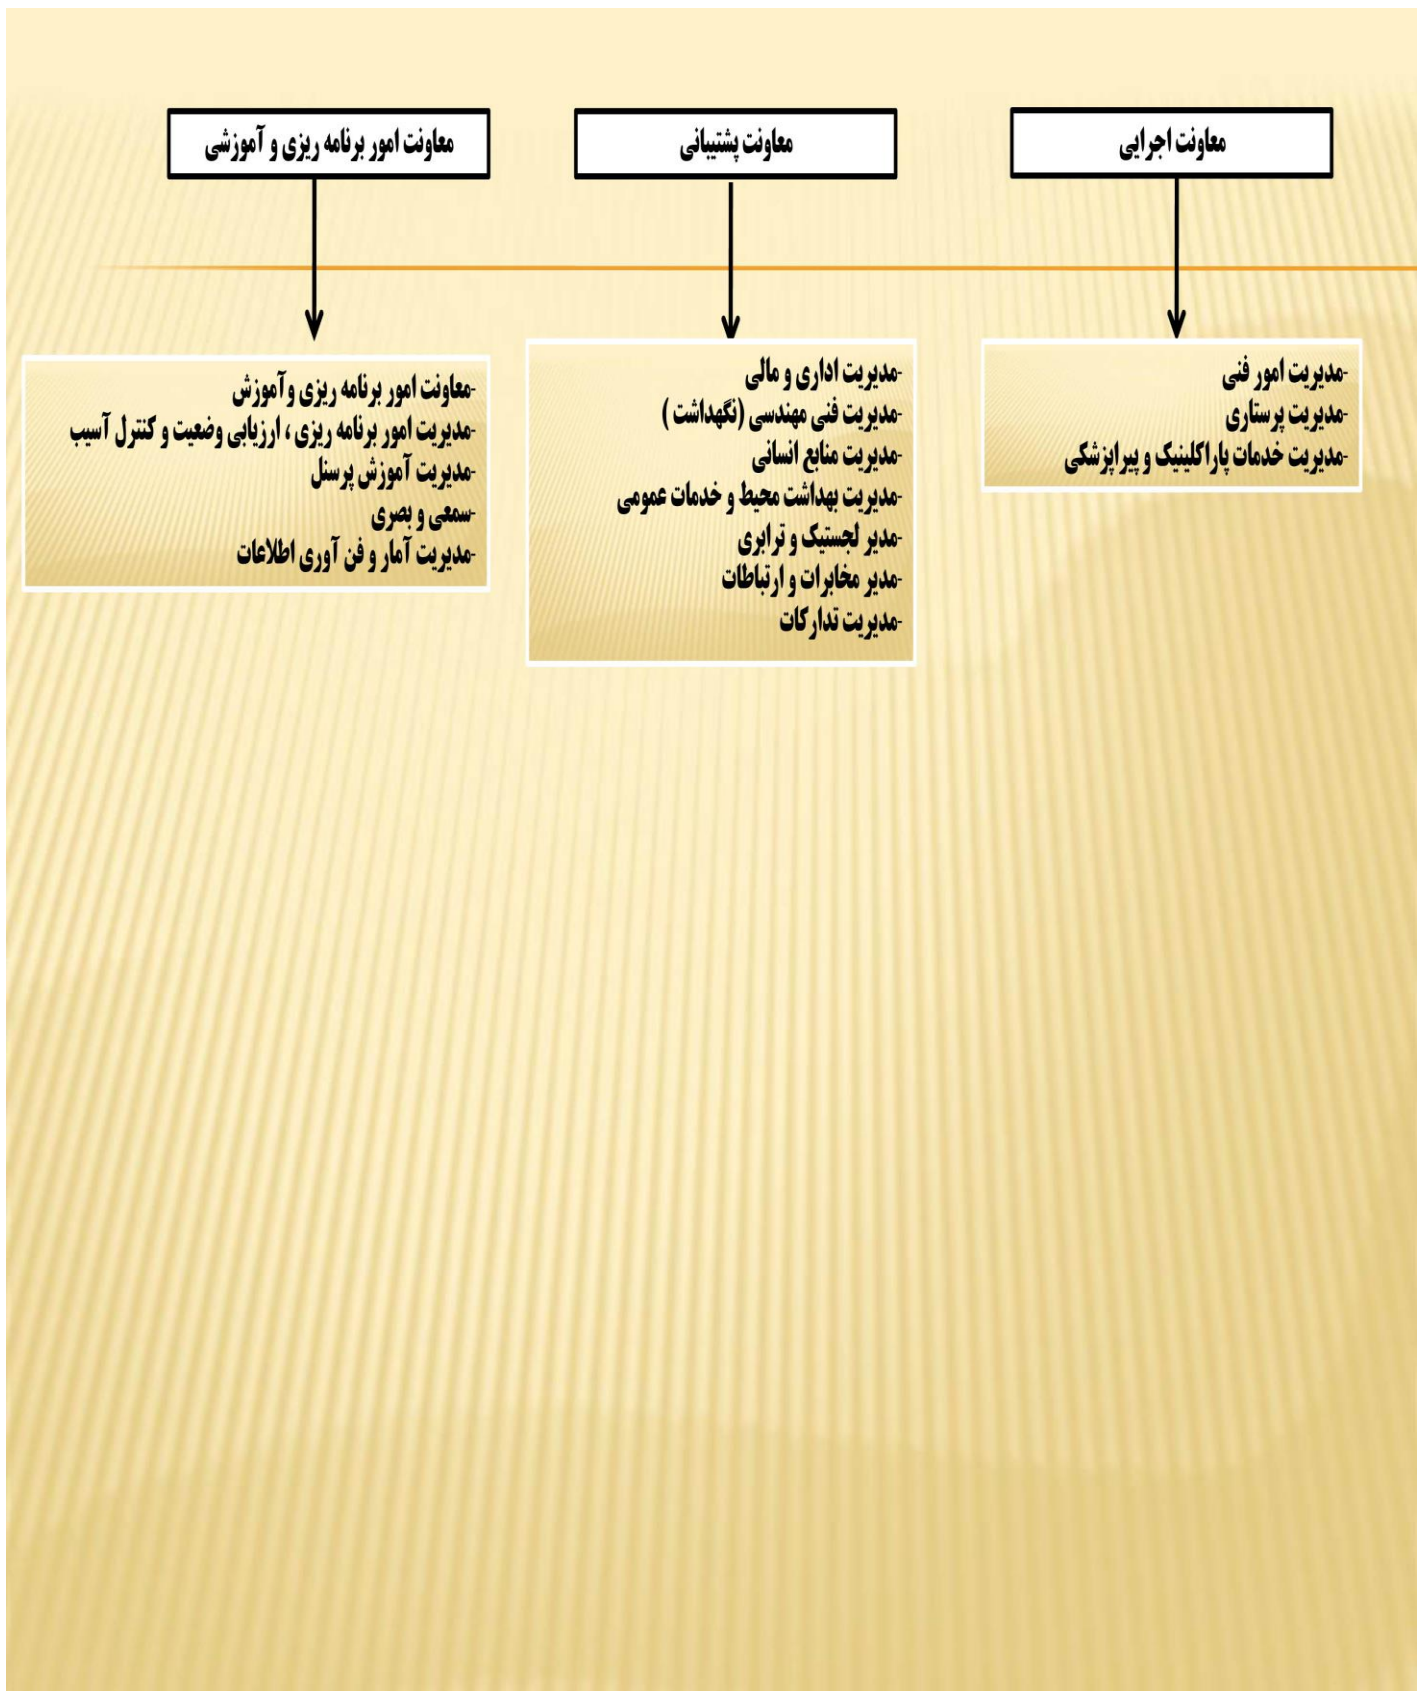 معاونت اجرایی
-مدیریت امور فنی
-مدیریت پرستاری
-مدیریت خدمات پاراکلینیک و پیراپزشکی
معاونت پشتیبانی
-مدیریت اداری و مالی
-مدیریت فنی مهندسی (نگهداشت )
-مدیریت منابع انسانی
-مدیریت بهداشت محیط و خدمات عمومی
-مدیر لجستیک و ترابری
-مدیر مخابرات و ارتباطات
-مدیریت تدارکات
معاونت امور برنامه ریزی و آموزشی
-معاونت امور برنامه ریزی وآموزش
-مدیریت امور برنامه ریزی ، ارزیابی وضعیت و کنترل آسیب
-مدیریت آموزش پرسنل
-سمعی و بصری
-مدیریت آمار و فن آوری اطلاعات